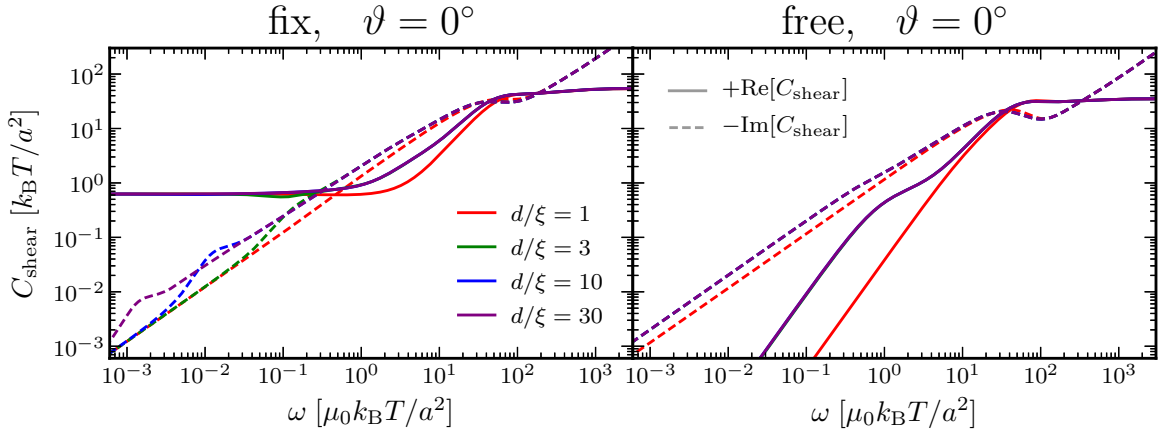 fix, ϑ = 0°
free, ϑ = 0°
C_shear [k_BT/a²]
10²
10¹
10⁰
10⁻¹
10⁻²
10⁻³
d/ξ = 1
d/ξ = 3
d/ξ = 10
d/ξ = 30
+Re[C_shear]
−Im[C_shear]
10⁻³ 10⁻² 10⁻¹ 10⁰ 10¹ 10² 10³
10⁻³ 10⁻² 10⁻¹ 10⁰ 10¹ 10² 10³
ω [μ₀k_BT/a²]
ω [μ₀k_BT/a²]